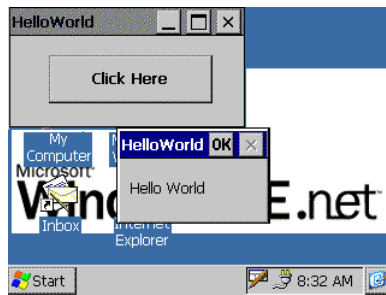 HelloWorld
Click Here
My
Computer
Microsoft
HelloWorld OK
Hello World
E.net
Inbox
Internet
Explorer
Start
8:32 AM